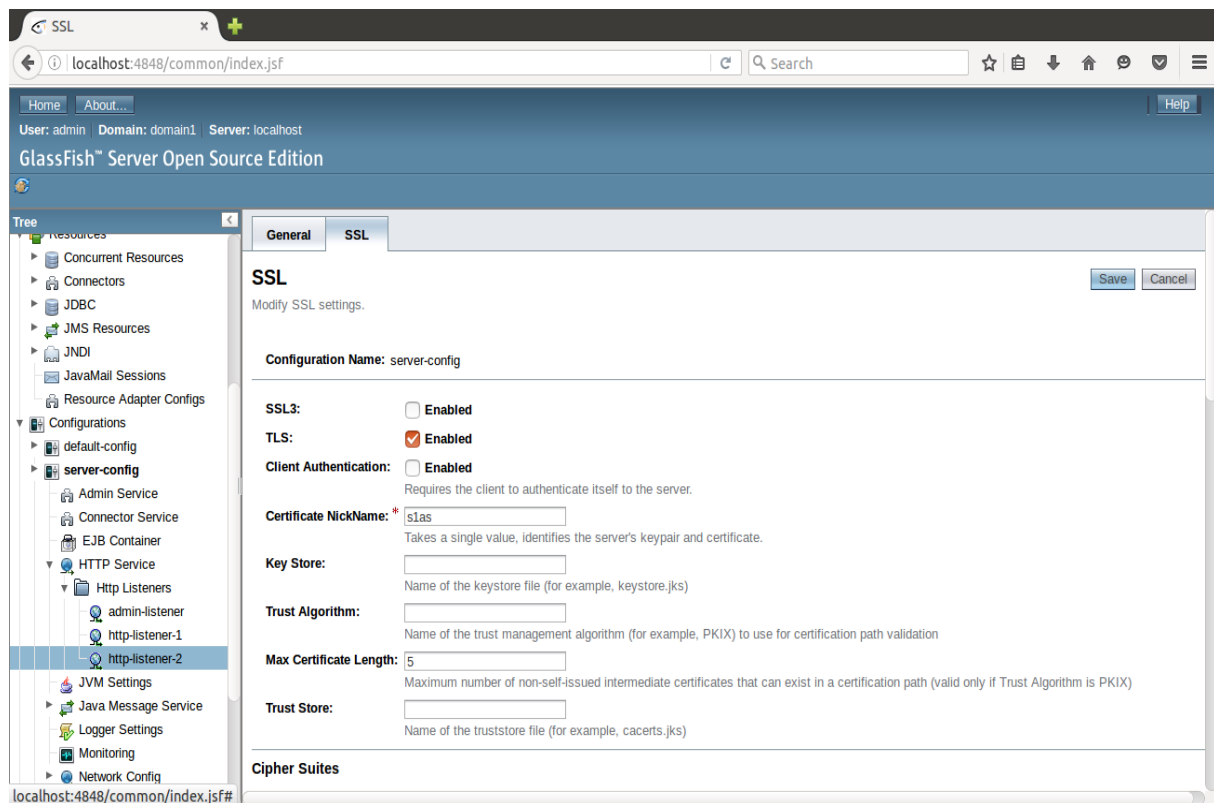 SSL
localhost:4848/common/index.jsf
Search
Home About...
Help
User: admin Domain: domain1 Server: localhost
GlassFish™ Server Open Source Edition
Tree
Resources
Concurrent Resources
Connectors
JDBC
JMS Resources
JNDI
JavaMail Sessions
Resource Adapter Configs
Configurations
default-config
server-config
Admin Service
Connector Service
EJB Container
HTTP Service
Http Listeners
admin-listener
http-listener-1
http-listener-2
JVM Settings
Java Message Service
Logger Settings
Monitoring
Network Config
localhost:4848/common/index.jsf#
General SSL
SSL
Save Cancel
Modify SSL settings.
Configuration Name: server-config
SSL3: Enabled
TLS: Enabled
Client Authentication: Enabled
Requires the client to authenticate itself to the server.
Certificate NickName: * s1as
Takes a single value, identifies the server's keypair and certificate.
Key Store:
Name of the keystore file (for example, keystore.jks)
Trust Algorithm:
Name of the trust management algorithm (for example, PKIX) to use for certification path validation
Max Certificate Length: 5
Maximum number of non-self-issued intermediate certificates that can exist in a certification path (valid only if Trust Algorithm is PKIX)
Trust Store:
Name of the truststore file (for example, cacerts.jks)
Cipher Suites